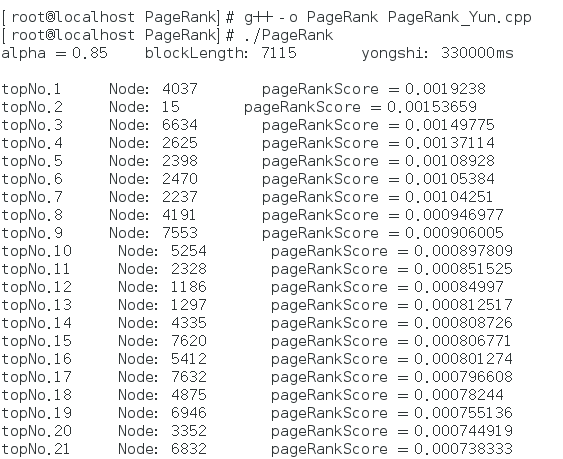 [root@localhost PageRank]# g++ -o PageRank PageRank_Yun.cpp
[root@localhost PageRank]# ./PageRank
alpha = 0.85    blockLength: 7115       yongshi: 330000ms
topNo.1     Node: 4037       pageRankScore = 0.0019238
topNo.2     Node: 15       pageRankScore = 0.00153659
topNo.3     Node: 6634       pageRankScore = 0.00149775
topNo.4     Node: 2625       pageRankScore = 0.00137114
topNo.5     Node: 2398       pageRankScore = 0.00108928
topNo.6     Node: 2470       pageRankScore = 0.00105384
topNo.7     Node: 2237       pageRankScore = 0.00104251
topNo.8     Node: 4191       pageRankScore = 0.000946977
topNo.9     Node: 7553       pageRankScore = 0.000906005
topNo.10     Node: 5254       pageRankScore = 0.000897809
topNo.11     Node: 2328       pageRankScore = 0.000851525
topNo.12     Node: 1186       pageRankScore = 0.00084997
topNo.13     Node: 1297       pageRankScore = 0.000812517
topNo.14     Node: 4335       pageRankScore = 0.000808726
topNo.15     Node: 7620       pageRankScore = 0.000806771
topNo.16     Node: 5412       pageRankScore = 0.000801274
topNo.17     Node: 7632       pageRankScore = 0.000796608
topNo.18     Node: 4875       pageRankScore = 0.00078244
topNo.19     Node: 6946       pageRankScore = 0.000755136
topNo.20     Node: 3352       pageRankScore = 0.000744919
topNo.21     Node: 6832       pageRankScore = 0.000738333